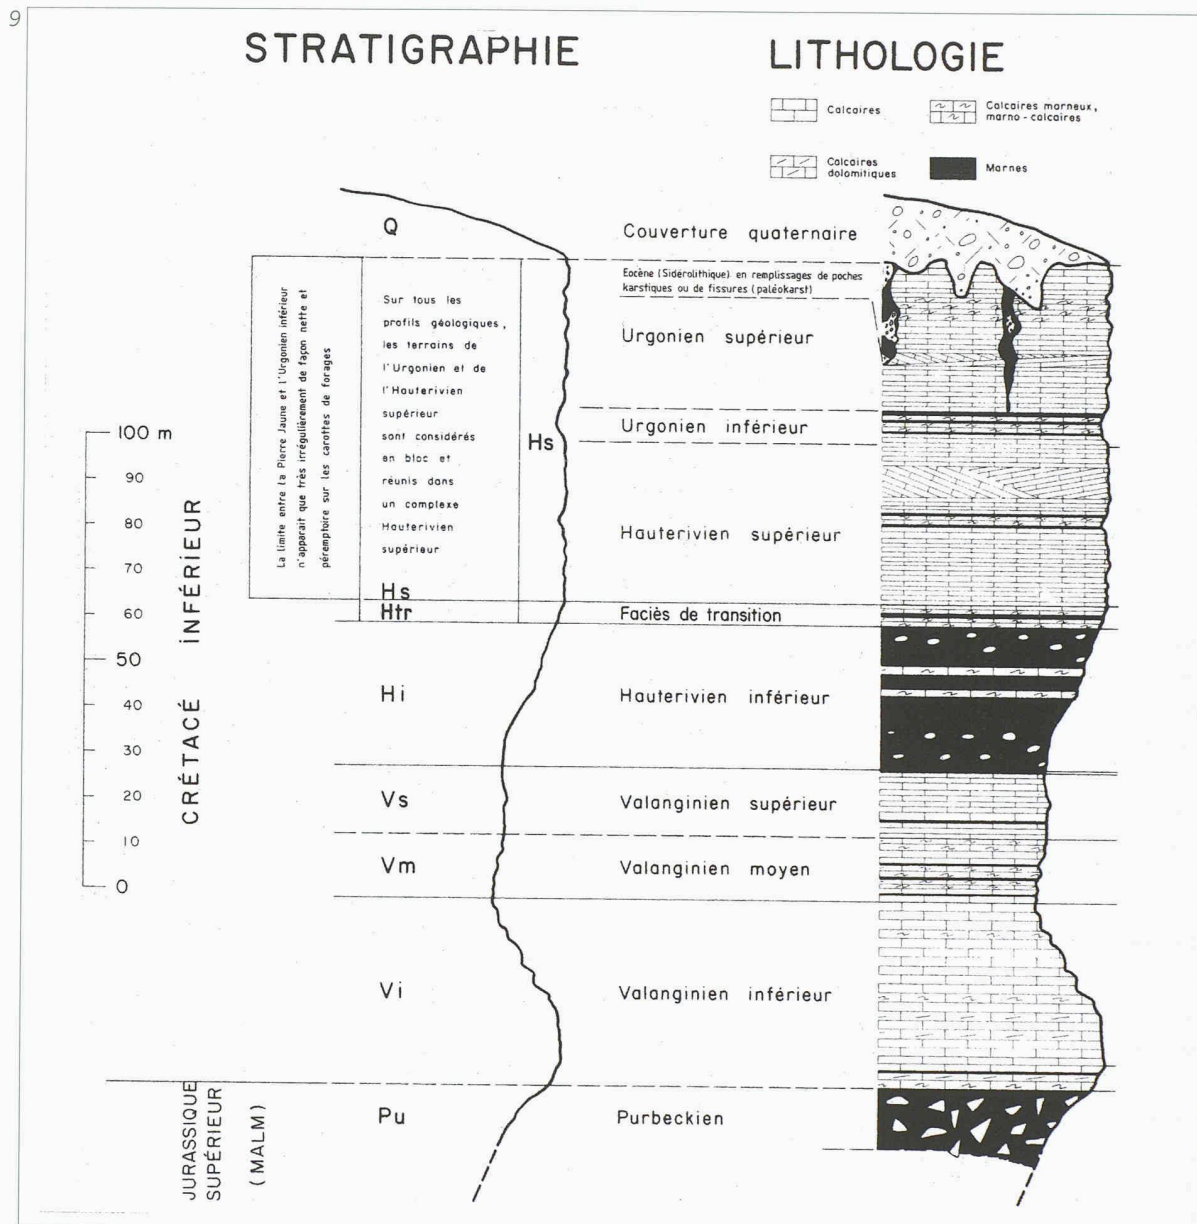 9
STRATIGRAPHIE
LITHOLOGIE
Calcaires
Calcaires marneux,
marno-calcaires
Calcaires
dolomitiques
Marnes
Q
Couverture quaternaire
Eocène (Sidérolithique) en remplissages de poches
karstiques ou de fissures (paléokarst)
La limite entre la Pierre Jaune et l'Urgonien inférieur
n'apparait que très irrégulièrement de façon nette et
péremptoire sur les carottes de forages
Sur tous les
profils géologiques,
les terrains de
l'Urgonien et de
l'Hauterivien
supérieur
sont considérés
en bloc et
réunis dans
un complexe
Hauterivien
supérieur
Hs
Urgonien supérieur
Urgonien inférieur
Hauterivien supérieur
Hs
Htr
Faciès de transition
Hi
Hauterivien inférieur
Vs
Valanginien supérieur
Vm
Valanginien moyen
Vi
Valanginien inférieur
Pu
Purbeckien
100 m
90
80
70
60
50
40
30
20
10
0
CRÉTACÉ INFÉRIEUR
JURASSIQUE
SUPÉRIEUR
(MALM)